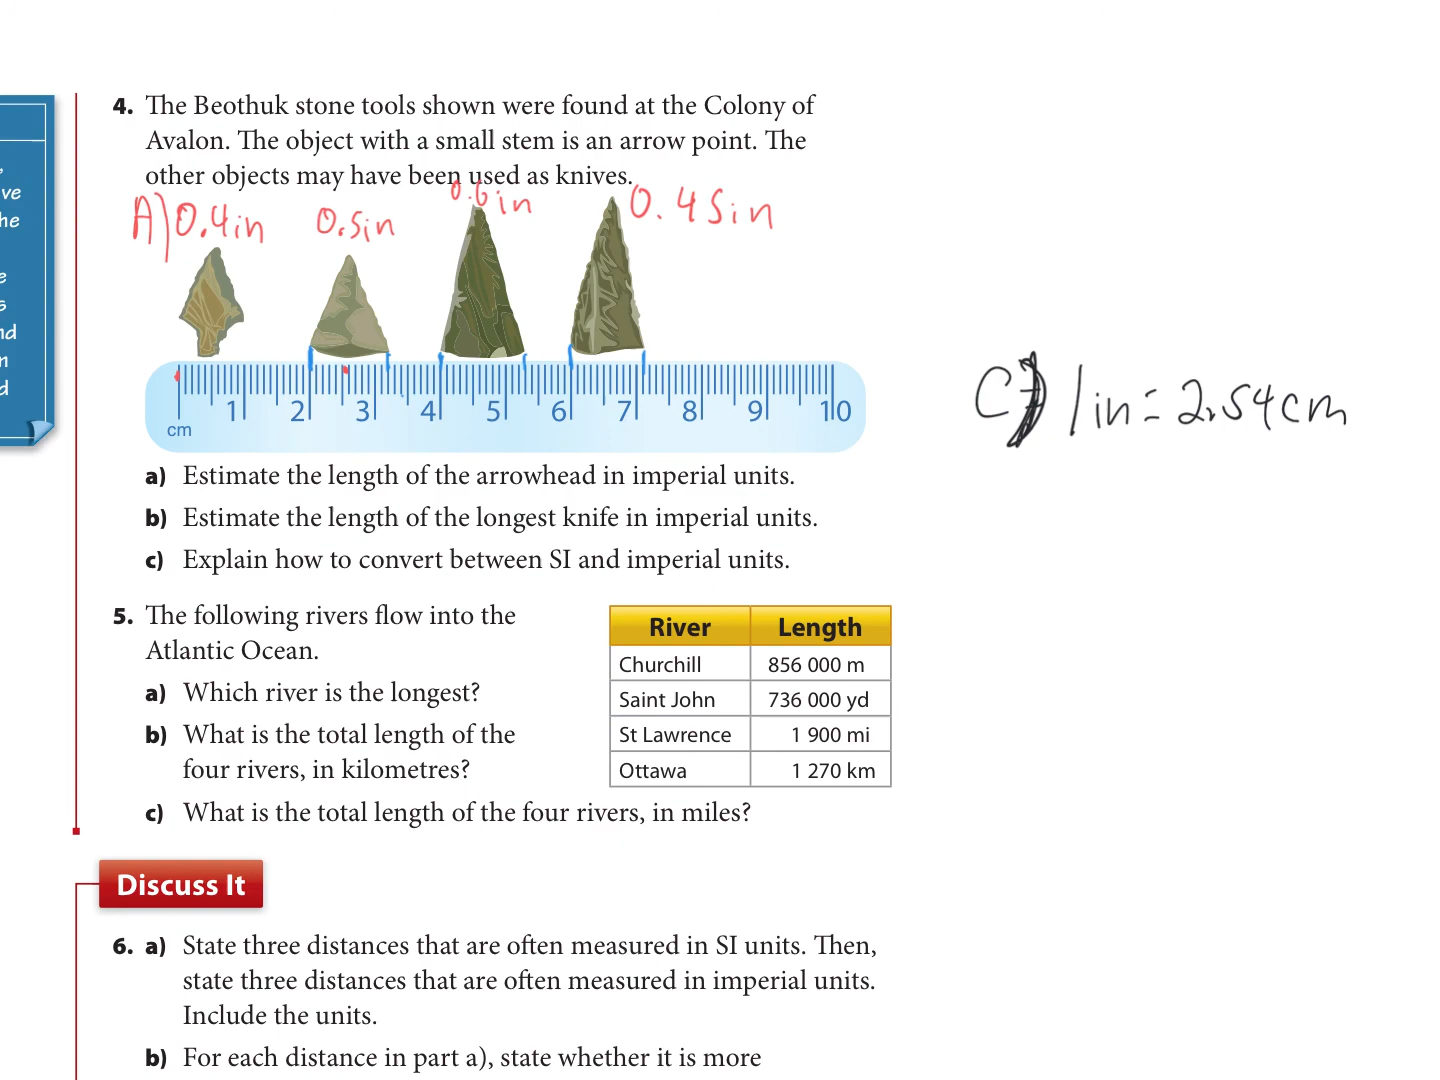 4. The Beothuk stone tools shown were found at the Colony of
Avalon. The object with a small stem is an arrow point. The
other objects may have been used as knives.
A) 0.4in 0.5in 0.6in 0.45in
1 2 3 4 5 6 7 8 9 10
cm
C) 1in = 2.54cm
a) Estimate the length of the arrowhead in imperial units.
b) Estimate the length of the longest knife in imperial units.
c) Explain how to convert between SI and imperial units.
5. The following rivers flow into the
Atlantic Ocean.
a) Which river is the longest?
b) What is the total length of the
four rivers, in kilometres?
c) What is the total length of the four rivers, in miles?
River Length
Churchill 856 000 m
Saint John 736 000 yd
St Lawrence 1 900 mi
Ottawa 1 270 km
Discuss It
6. a) State three distances that are often measured in SI units. Then,
state three distances that are often measured in imperial units.
Include the units.
b) For each distance in part a), state whether it is more